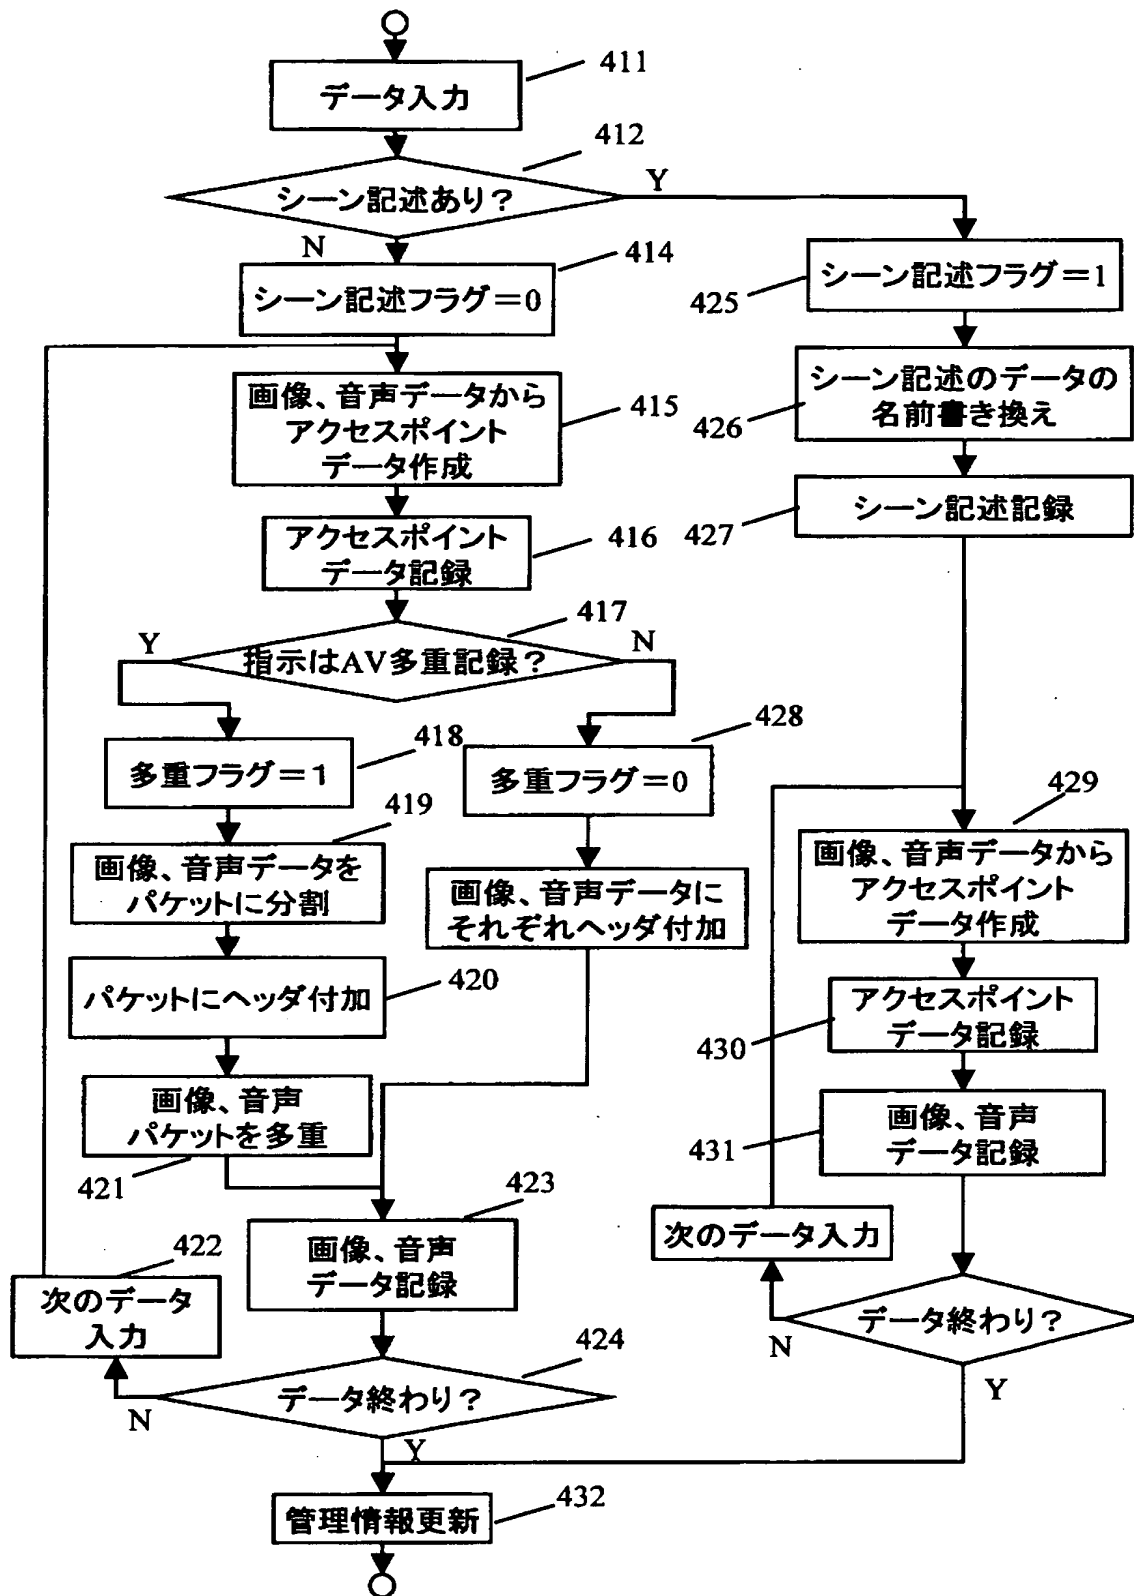 411
データ入力
412
シーン記述あり?
Y
N
414
シーン記述フラグ=0
シーン記述フラグ=1
425
画像、音声データから
アクセスポイント
データ作成
415
シーン記述のデータの
名前書き換え
426
アクセスポイント
データ記録
416
シーン記述記録
427
417
指示はAV多重記録?
Y
N
418
多重フラグ=1
428
多重フラグ=0
419
画像、音声データを
パケットに分割
画像、音声データに
それぞれヘッダ付加
429
画像、音声データから
アクセスポイント
データ作成
パケットにヘッダ付加
420
アクセスポイント
データ記録
430
画像、音声
パケットを多重
421
画像、音声
データ記録
431
423
画像、音声
データ記録
422
次のデータ
入力
次のデータ入力
データ終わり?
N
Y
424
データ終わり?
N
Y
管理情報更新
432